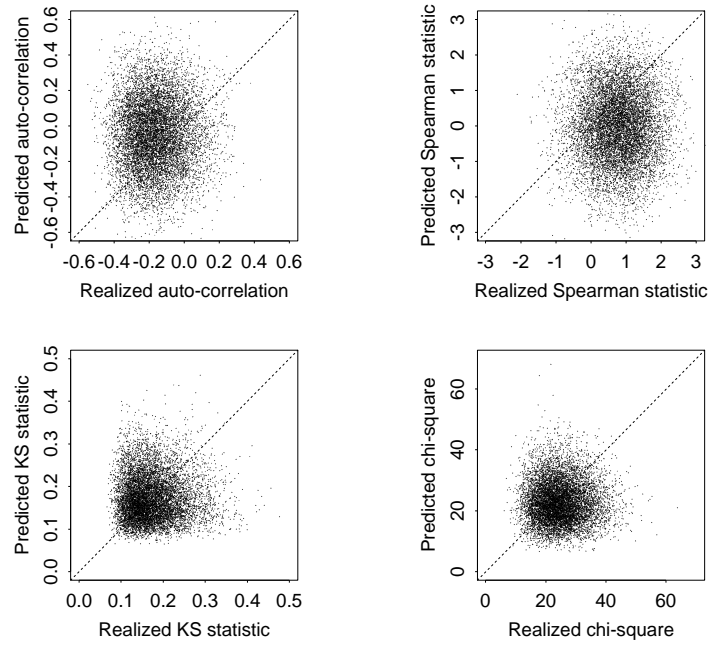 Predicted auto-correlation
-0.6 -0.4 -0.2 0.0 0.2 0.4 0.6
-0.6 -0.4 -0.2 0.0 0.2 0.4 0.6
Realized auto-correlation
Predicted Spearman statistic
-3 -2 -1 0 1 2 3
-3 -2 -1 0 1 2 3
Realized Spearman statistic
Predicted KS statistic
0.0 0.1 0.2 0.3 0.4 0.5
0.0 0.1 0.2 0.3 0.4 0.5
Realized KS statistic
Predicted chi-square
0 20 40 60
0 20 40 60
Realized chi-square